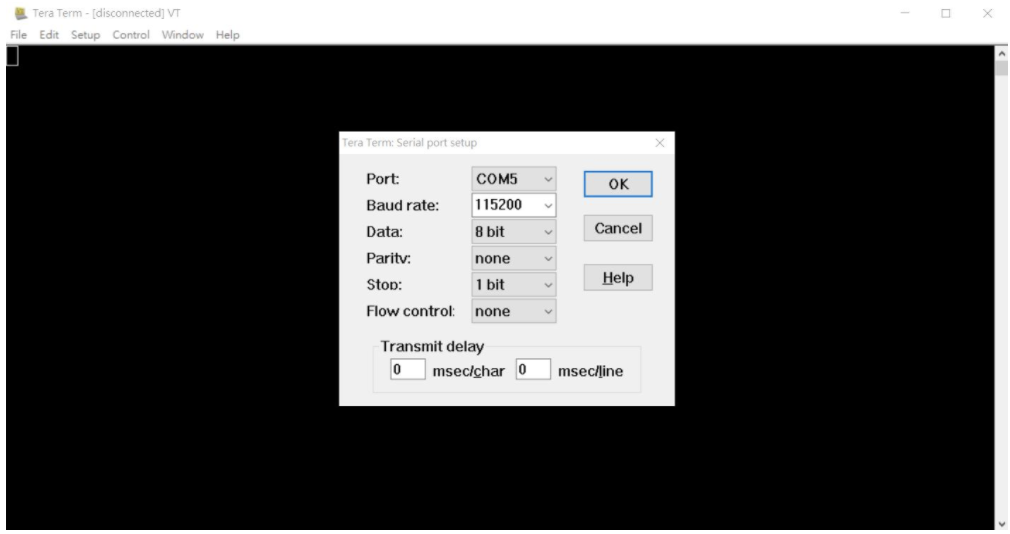 Tera Term - [disconnected] VT
File Edit Setup Control Window Help
Tera Term: Serial port setup
Port: COM5 OK
Baud rate: 115200
Data: 8 bit Cancel
Parity: none
Stop: 1 bit Help
Flow control: none
Transmit delay
0 msec/char 0 msec/line